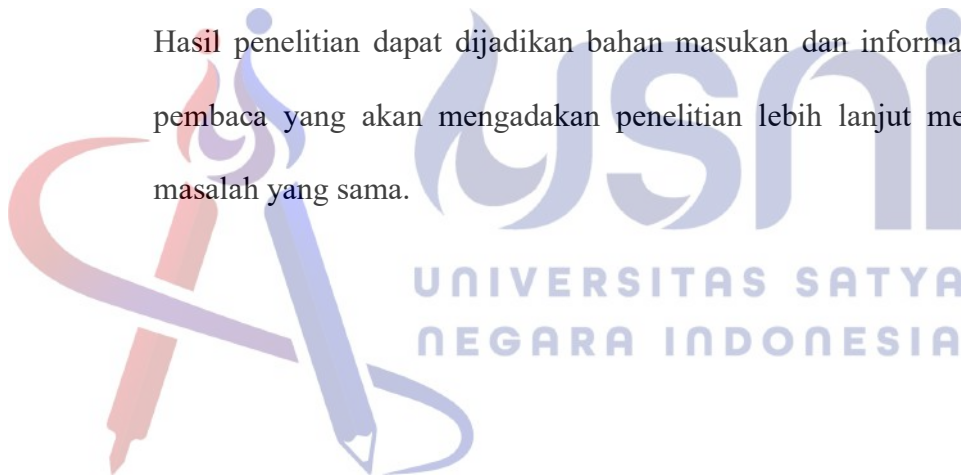 Hasil penelitian dapat dijadikan bahan masukan dan informa
pembaca yang akan mengadakan penelitian lebih lanjut me
masalah yang sama.
usni
UNIVERSITAS SATYA
NEGARA INDONESIA